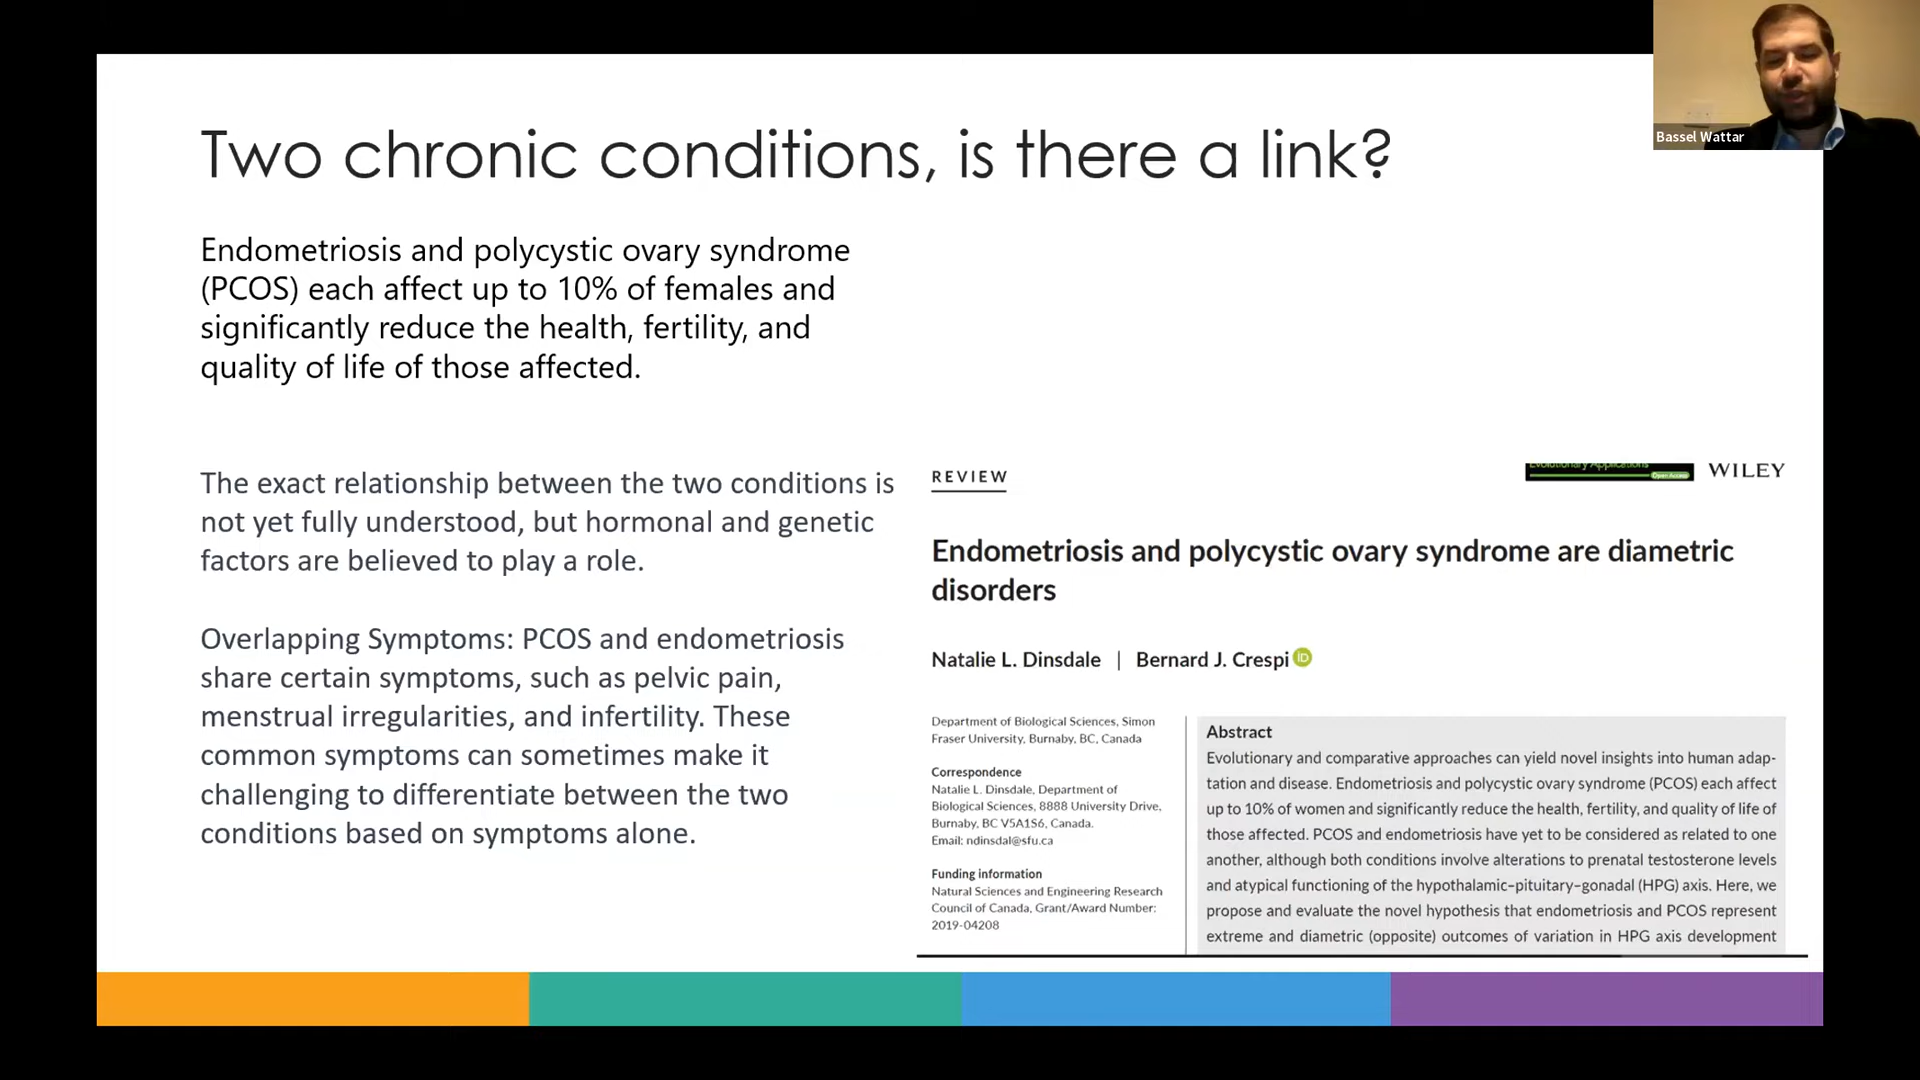 Bassel Wattar
Two chronic conditions, is there a link?
Endometriosis and polycystic ovary syndrome
(PCOS) each affect up to 10% of females and
significantly reduce the health, fertility, and
quality of life of those affected.
The exact relationship between the two conditions is
not yet fully understood, but hormonal and genetic
factors are believed to play a role.
Overlapping Symptoms: PCOS and endometriosis
share certain symptoms, such as pelvic pain,
menstrual irregularities, and infertility. These
common symptoms can sometimes make it
challenging to differentiate between the two
conditions based on symptoms alone.
REVIEW
Evolutionary Applications
Open Access
WILEY
Endometriosis and polycystic ovary syndrome are diametric
disorders
Natalie L. Dinsdale | Bernard J. Crespi iD
Department of Biological Sciences, Simon
Fraser University, Burnaby, BC, Canada
Correspondence
Natalie L. Dinsdale, Department of
Biological Sciences, 8888 University Drive,
Burnaby, BC V5A1S6, Canada.
Email: ndinsdal@sfu.ca
Funding information
Natural Sciences and Engineering Research
Council of Canada, Grant/Award Number:
2019-04208
Abstract
Evolutionary and comparative approaches can yield novel insights into human adap-
tation and disease. Endometriosis and polycystic ovary syndrome (PCOS) each affect
up to 10% of women and significantly reduce the health, fertility, and quality of life of
those affected. PCOS and endometriosis have yet to be considered as related to one
another, although both conditions involve alterations to prenatal testosterone levels
and atypical functioning of the hypothalamic–pituitary–gonadal (HPG) axis. Here, we
propose and evaluate the novel hypothesis that endometriosis and PCOS represent
extreme and diametric (opposite) outcomes of variation in HPG axis development